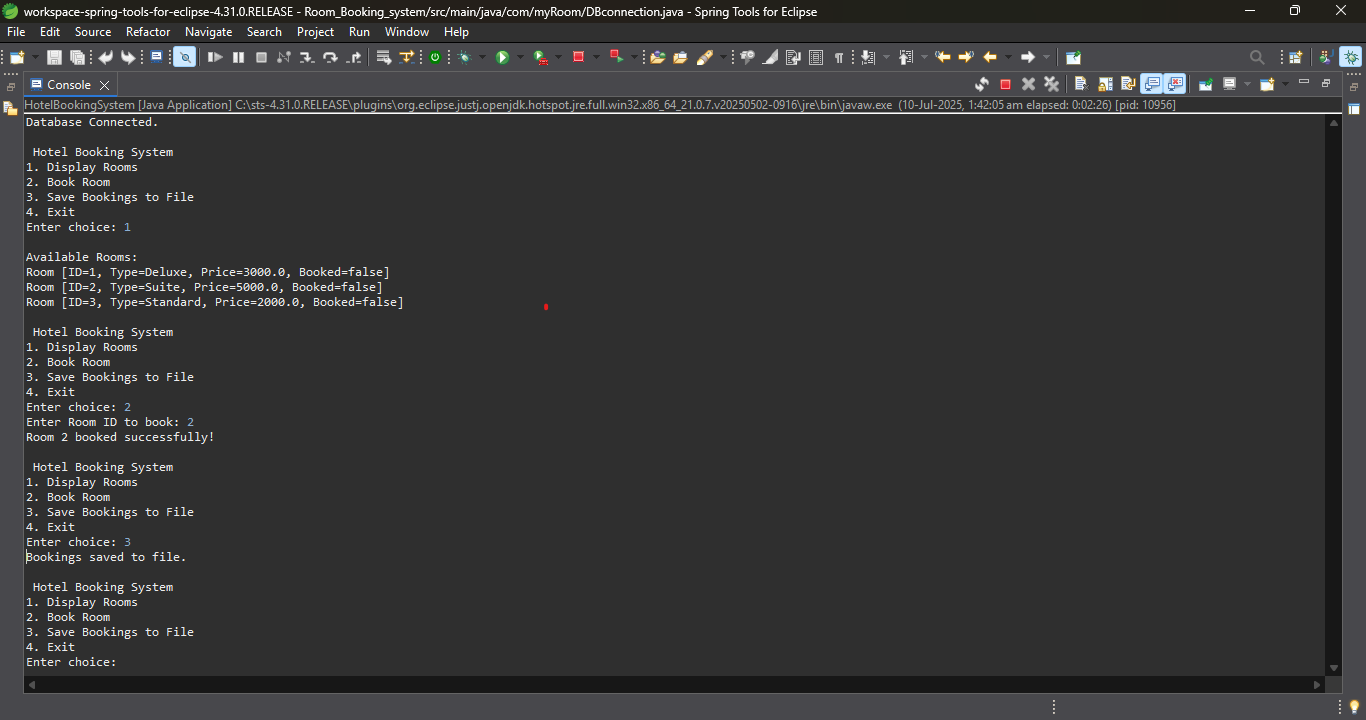 workspace-spring-tools-for-eclipse-4.31.0.RELEASE - Room_Booking_system/src/main/java/com/myRoom/DBconnection.java - Spring Tools for Eclipse
File Edit Source Refactor Navigate Search Project Run Window Help
Console
HotelBookingSystem [Java Application] C:\sts-4.31.0.RELEASE\plugins\org.eclipse.justj.openjdk.hotspot.jre.full.win32.x86_64_21.0.7.v20250502-0916\jre\bin\javaw.exe (10-Jul-2025, 1:42:05 am elapsed: 0:02:26) [pid: 10956]
Database Connected.
Hotel Booking System
1. Display Rooms
2. Book Room
3. Save Bookings to File
4. Exit
Enter choice: 1
Available Rooms:
Room [ID=1, Type=Deluxe, Price=3000.0, Booked=false]
Room [ID=2, Type=Suite, Price=5000.0, Booked=false]
Room [ID=3, Type=Standard, Price=2000.0, Booked=false]
Hotel Booking System
1. Display Rooms
2. Book Room
3. Save Bookings to File
4. Exit
Enter choice: 2
Enter Room ID to book: 2
Room 2 booked successfully!
Hotel Booking System
1. Display Rooms
2. Book Room
3. Save Bookings to File
4. Exit
Enter choice: 3
Bookings saved to file.
Hotel Booking System
1. Display Rooms
2. Book Room
3. Save Bookings to File
4. Exit
Enter choice: